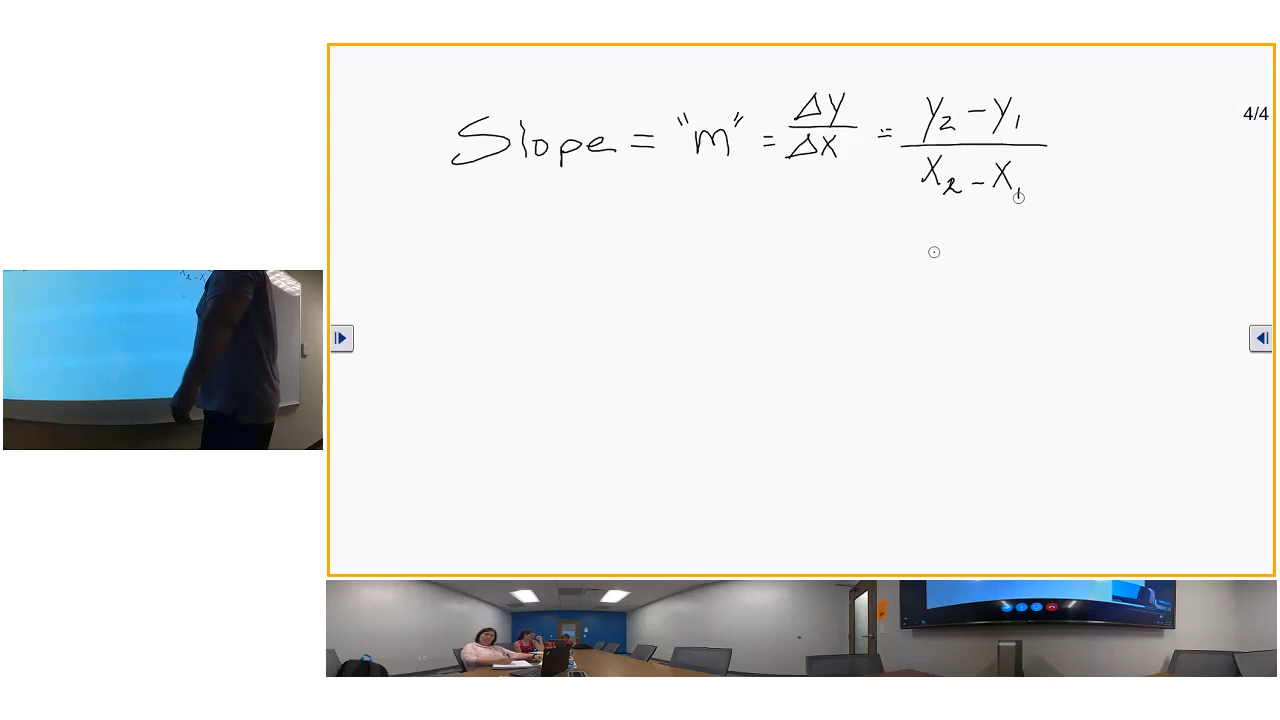 Slope = "m" = Δy/Δx = y₂ - y₁ / x₂ - x₁
4/4